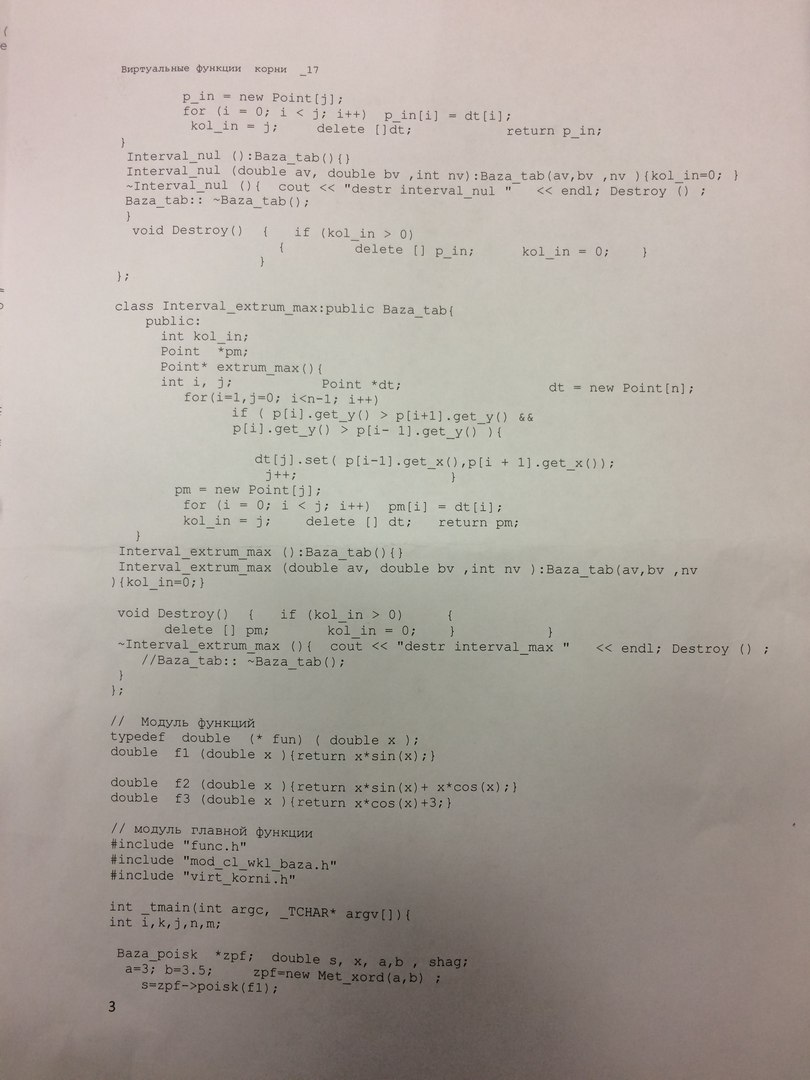 Виртуальные функции корни _17
p_in = new Point[j];
for (i = 0; i < j; i++) p_in[i] = dt[i];
kol_in = j; delete []dt; return p_in;
}
Interval_nul ():Baza_tab(){}
Interval_nul (double av, double bv ,int nv):Baza_tab(av,bv ,nv ){kol_in=0; }
~Interval_nul (){ cout << "destr interval_nul " << endl; Destroy () ;
Baza_tab:: ~Baza_tab();
}
void Destroy() { if (kol_in > 0)
{ delete [] p_in; kol_in = 0; }
}
};
class Interval_extrum_max:public Baza_tab{
public:
int kol_in;
Point *pm;
Point* extrum_max(){
int i, j; Point *dt; dt = new Point[n];
for(i=1,j=0; i<n-1; i++)
if ( p[i].get_y() > p[i+1].get_y() &&
p[i].get_y() > p[i- 1].get_y() ){
dt[j].set( p[i-1].get_x(),p[i + 1].get_x());
j++; }
pm = new Point[j];
for (i = 0; i < j; i++) pm[i] = dt[i];
kol_in = j; delete [] dt; return pm;
}
Interval_extrum_max ():Baza_tab(){}
Interval_extrum_max (double av, double bv ,int nv ):Baza_tab(av,bv ,nv
){kol_in=0;}
void Destroy() { if (kol_in > 0) {
delete [] pm; kol_in = 0; } }
~Interval_extrum_max (){ cout << "destr interval_max " << endl; Destroy () ;
//Baza_tab:: ~Baza_tab();
}
};
// Модуль функций
typedef double (* fun) ( double x );
double f1 (double x ){return x*sin(x);}
double f2 (double x ){return x*sin(x)+ x*cos(x);}
double f3 (double x ){return x*cos(x)+3;}
// модуль главной функции
#include "func.h"
#include "mod_cl_wkl_baza.h"
#include "virt_korni.h"
int _tmain(int argc, _TCHAR* argv[]){
int i,k,j,n,m;
Baza_poisk *zpf; double s, x, a,b , shag;
a=3; b=3.5; zpf=new Met_xord(a,b) ;
s=zpf->poisk(f1);
3